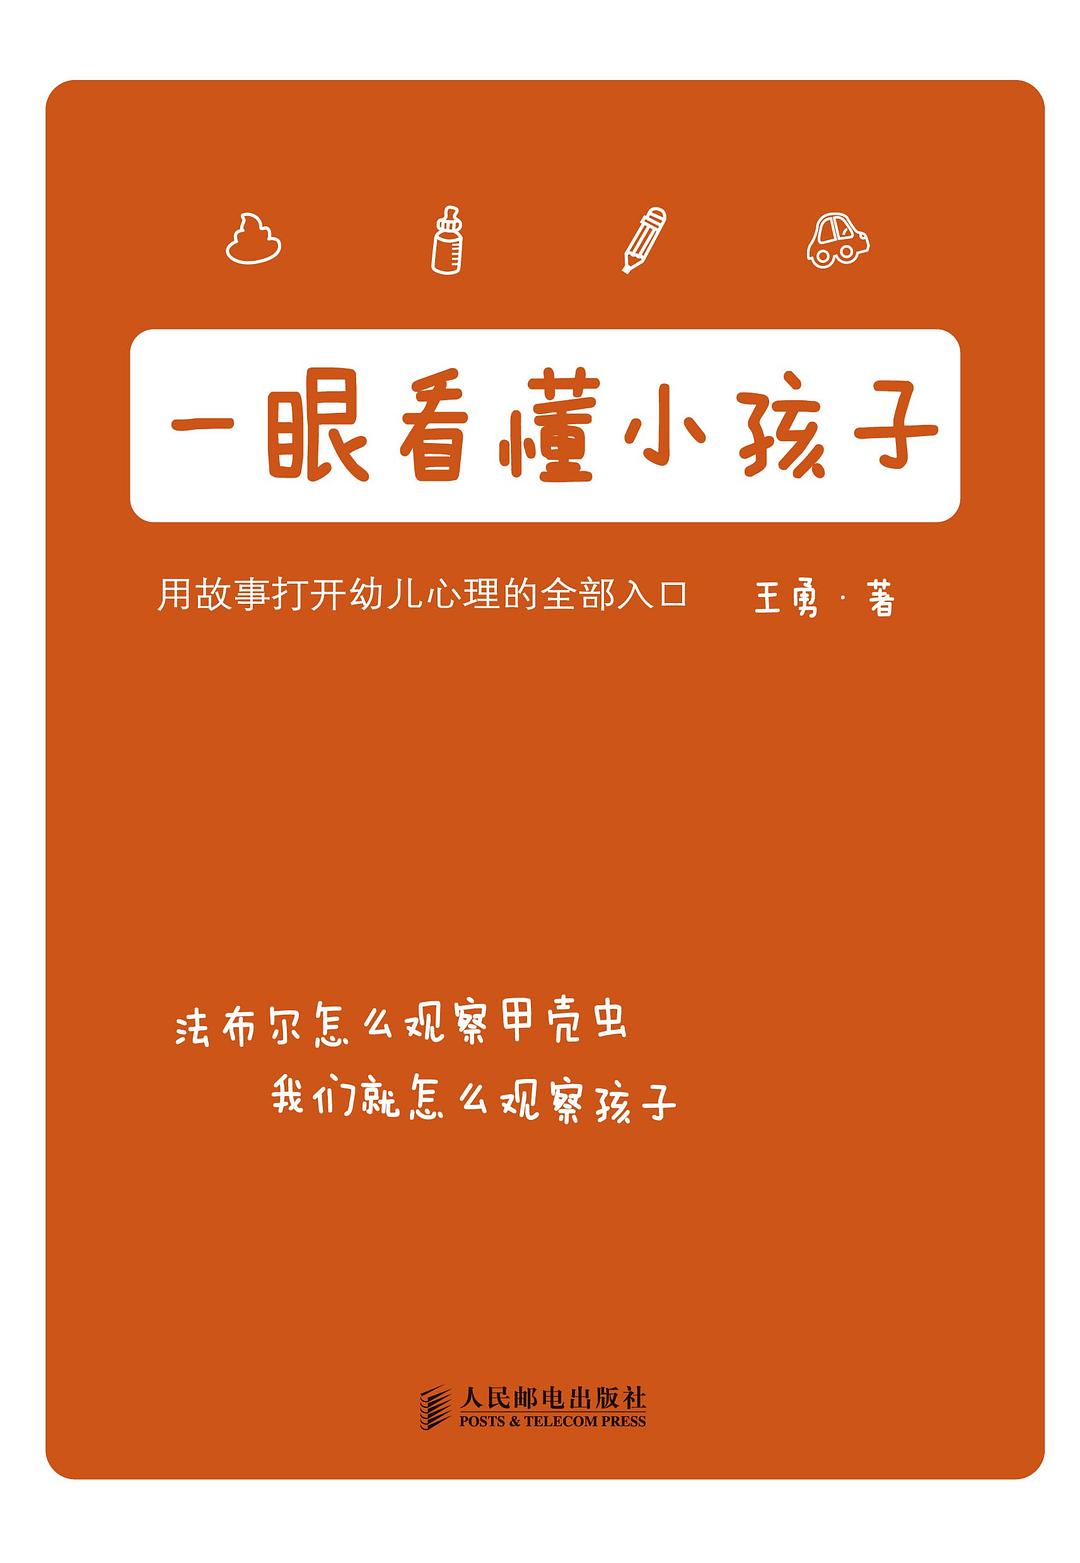 一眼看懂小孩子
用故事打开幼儿心理的全部入口 王勇·著
法布尔怎么观察甲壳虫
我们就怎么观察孩子
人民邮电出版社
POSTS & TELECOM PRESS